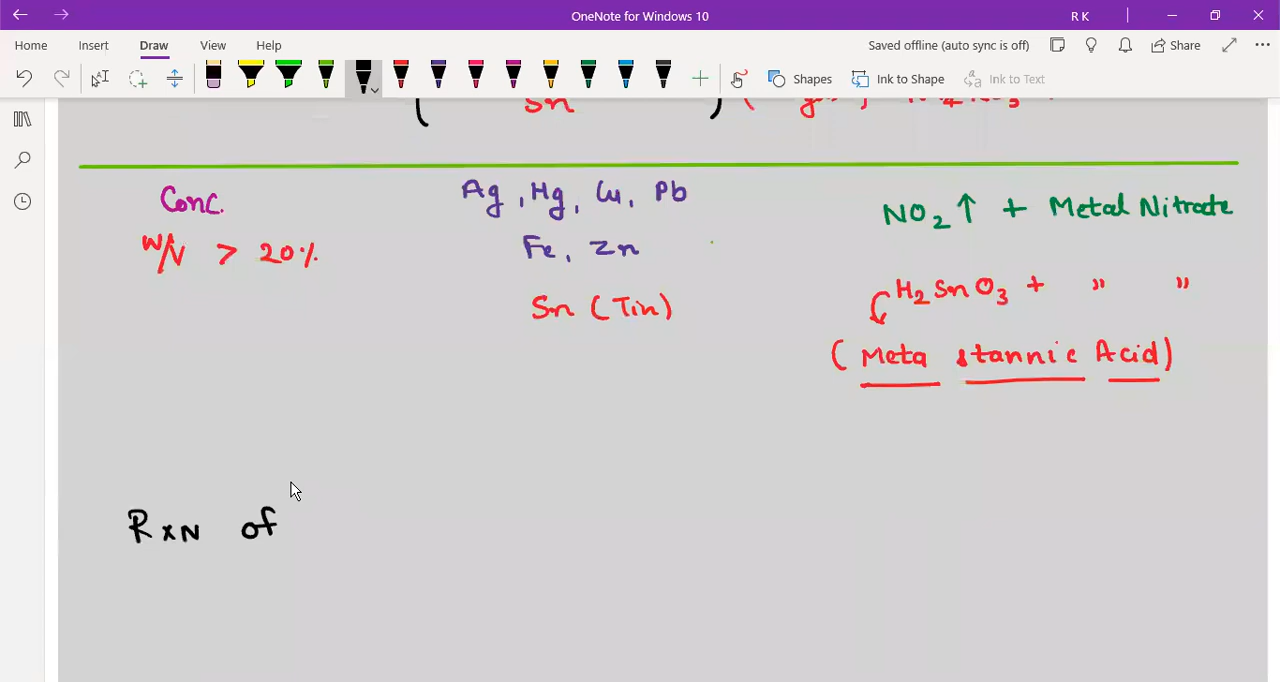 OneNote for Windows 10
R K
Home Insert Draw View Help
Saved offline (auto sync is off)
Share
Shapes
Ink to Shape
Ink to Text
Sn
Conc. Ag, Hg, Cu, Pb NO2 ↑ + Metal Nitrate
W/V > 20% Fe, Zn
Sn (Tin) H2SnO3 + " "
(Meta stannic Acid)
RxN of